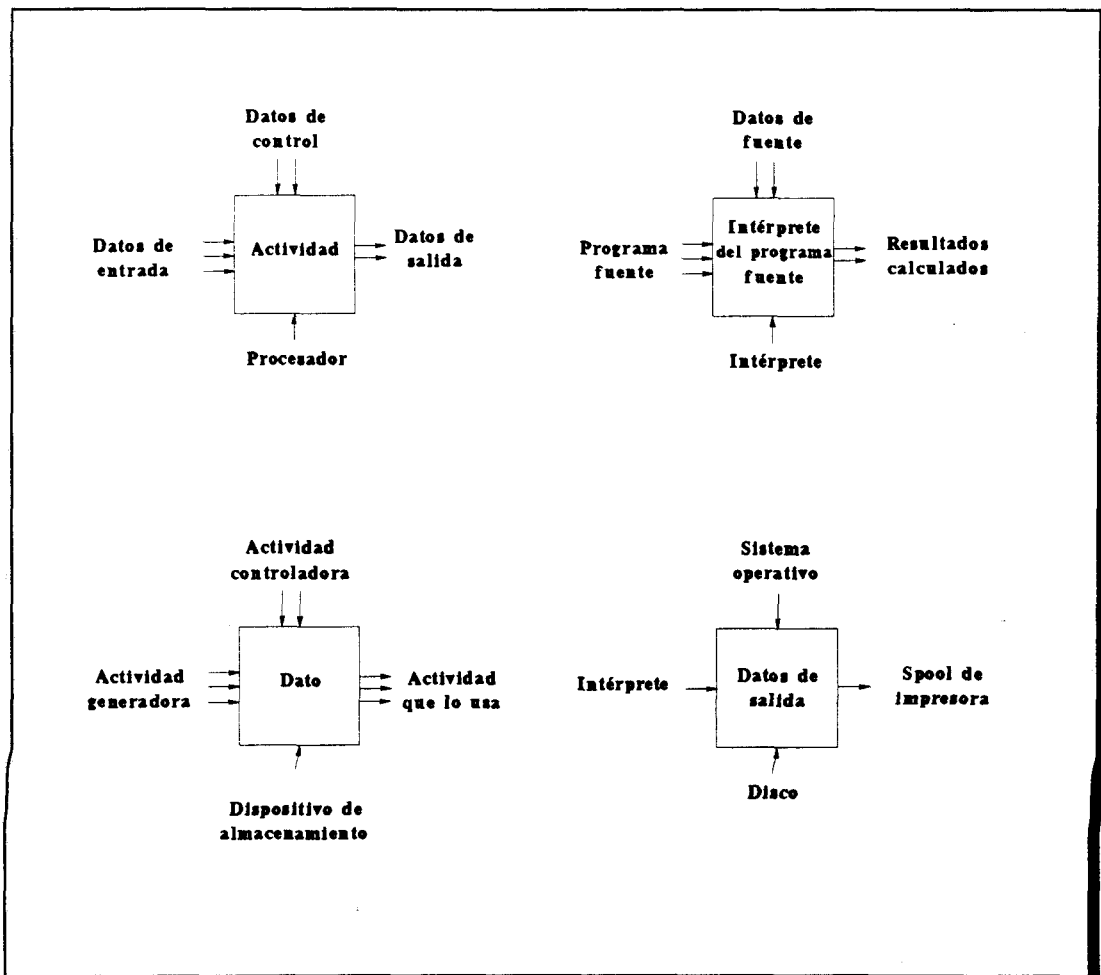 Datos de
control
Datos de
entrada
Actividad
Datos de
salida
Procesador
Datos de
fuente
Programa
fuente
Intérprete
del programa
fuente
Resultados
calculados
Intérprete
Actividad
controladora
Actividad
generadora
Dato
Actividad
que lo usa
Dispositivo de
almacenamiento
Sistema
operativo
Intérprete
Datos de
salida
Spool de
impresora
Disco